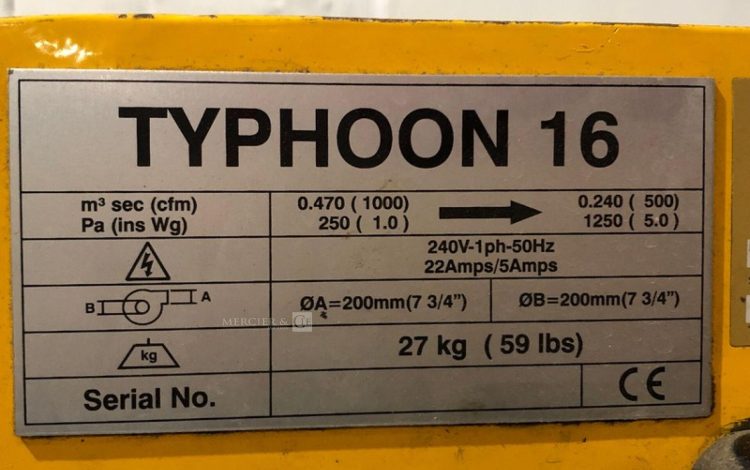 TYPHOON 16
m³ sec (cfm) 0.470 ( 1000) 0.240 ( 500)
Pa (ins Wg) 250 ( 1.0 ) 1250 ( 5.0 )
240V-1ph-50Hz
22Amps/5Amps
B A ØA=200mm(7 3/4") ØB=200mm(7 3/4")
MERCIER & CIE
kg 27 kg ( 59 lbs)
Serial No. CE